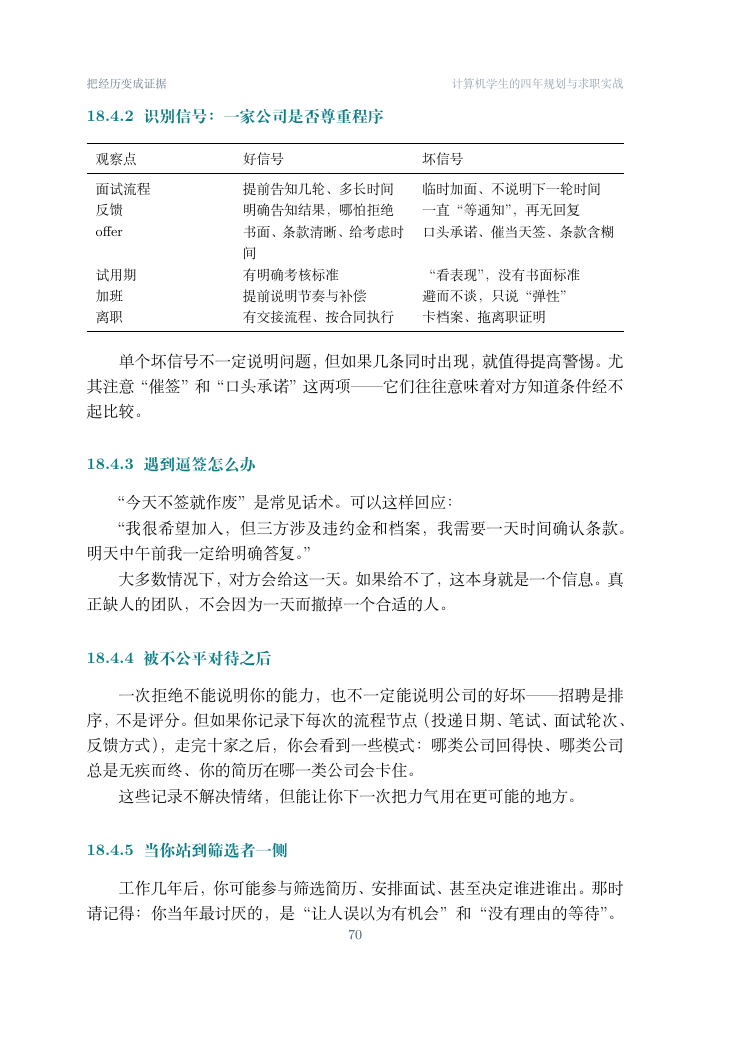 把经历变成证据 计算机学生的四年规划与求职实战
18.4.2 识别信号：一家公司是否尊重程序
观察点 好信号 坏信号
面试流程 提前告知几轮、多长时间 临时加面、不说明下一轮时间
反馈 明确告知结果，哪怕拒绝 一直“等通知”，再无回复
offer 书面、条款清晰、给考虑时 口头承诺、催当天签、条款含糊
间
试用期 有明确考核标准 “看表现”，没有书面标准
加班 提前说明节奏与补偿 避而不谈，只说“弹性”
离职 有交接流程、按合同执行 卡档案、拖离职证明
单个坏信号不一定说明问题，但如果几条同时出现，就值得提高警惕。尤
其注意“催签”和“口头承诺”这两项——它们往往意味着对方知道条件经不
起比较。
18.4.3 遇到逼签怎么办
“今天不签就作废”是常见话术。可以这样回应：
“我很希望加入，但三方涉及违约金和档案，我需要一天时间确认条款。
明天中午前我一定给明确答复。”
大多数情况下，对方会给这一天。如果给不了，这本身就是一个信息。真
正缺人的团队，不会因为一天而撤掉一个合适的人。
18.4.4 被不公平对待之后
一次拒绝不能说明你的能力，也不一定能说明公司的好坏——招聘是排
序，不是评分。但如果你记录下每次的流程节点（投递日期、笔试、面试轮次、
反馈方式），走完十家之后，你会看到一些模式：哪类公司回得快、哪类公司
总是无疾而终、你的简历在哪一类公司会卡住。
这些记录不解决情绪，但能让你下一次把力气用在更可能的地方。
18.4.5 当你站到筛选者一侧
工作几年后，你可能参与筛选简历、安排面试、甚至决定谁进谁出。那时
请记得：你当年最讨厌的，是“让人误以为有机会”和“没有理由的等待”。
70